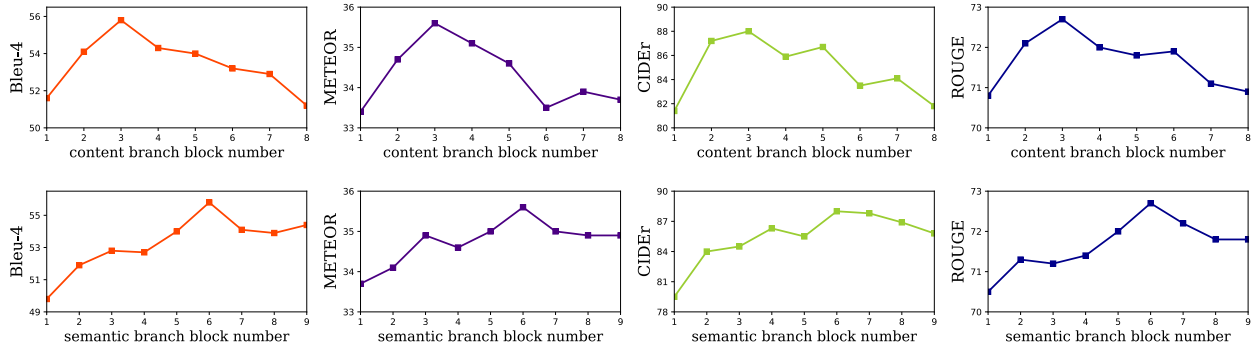 Bleu-4
56
54
52
50
1 2 3 4 5 6 7 8
content branch block number
METEOR
36
35
34
33
1 2 3 4 5 6 7 8
content branch block number
CIDEr
90
88
86
84
82
80
1 2 3 4 5 6 7 8
content branch block number
ROUGE
73
72
71
70
1 2 3 4 5 6 7 8
content branch block number
Bleu-4
55
53
51
49
1 2 3 4 5 6 7 8 9
semantic branch block number
METEOR
36
35
34
33
1 2 3 4 5 6 7 8 9
semantic branch block number
CIDEr
90
87
84
81
78
1 2 3 4 5 6 7 8 9
semantic branch block number
ROUGE
73
72
71
70
1 2 3 4 5 6 7 8 9
semantic branch block number